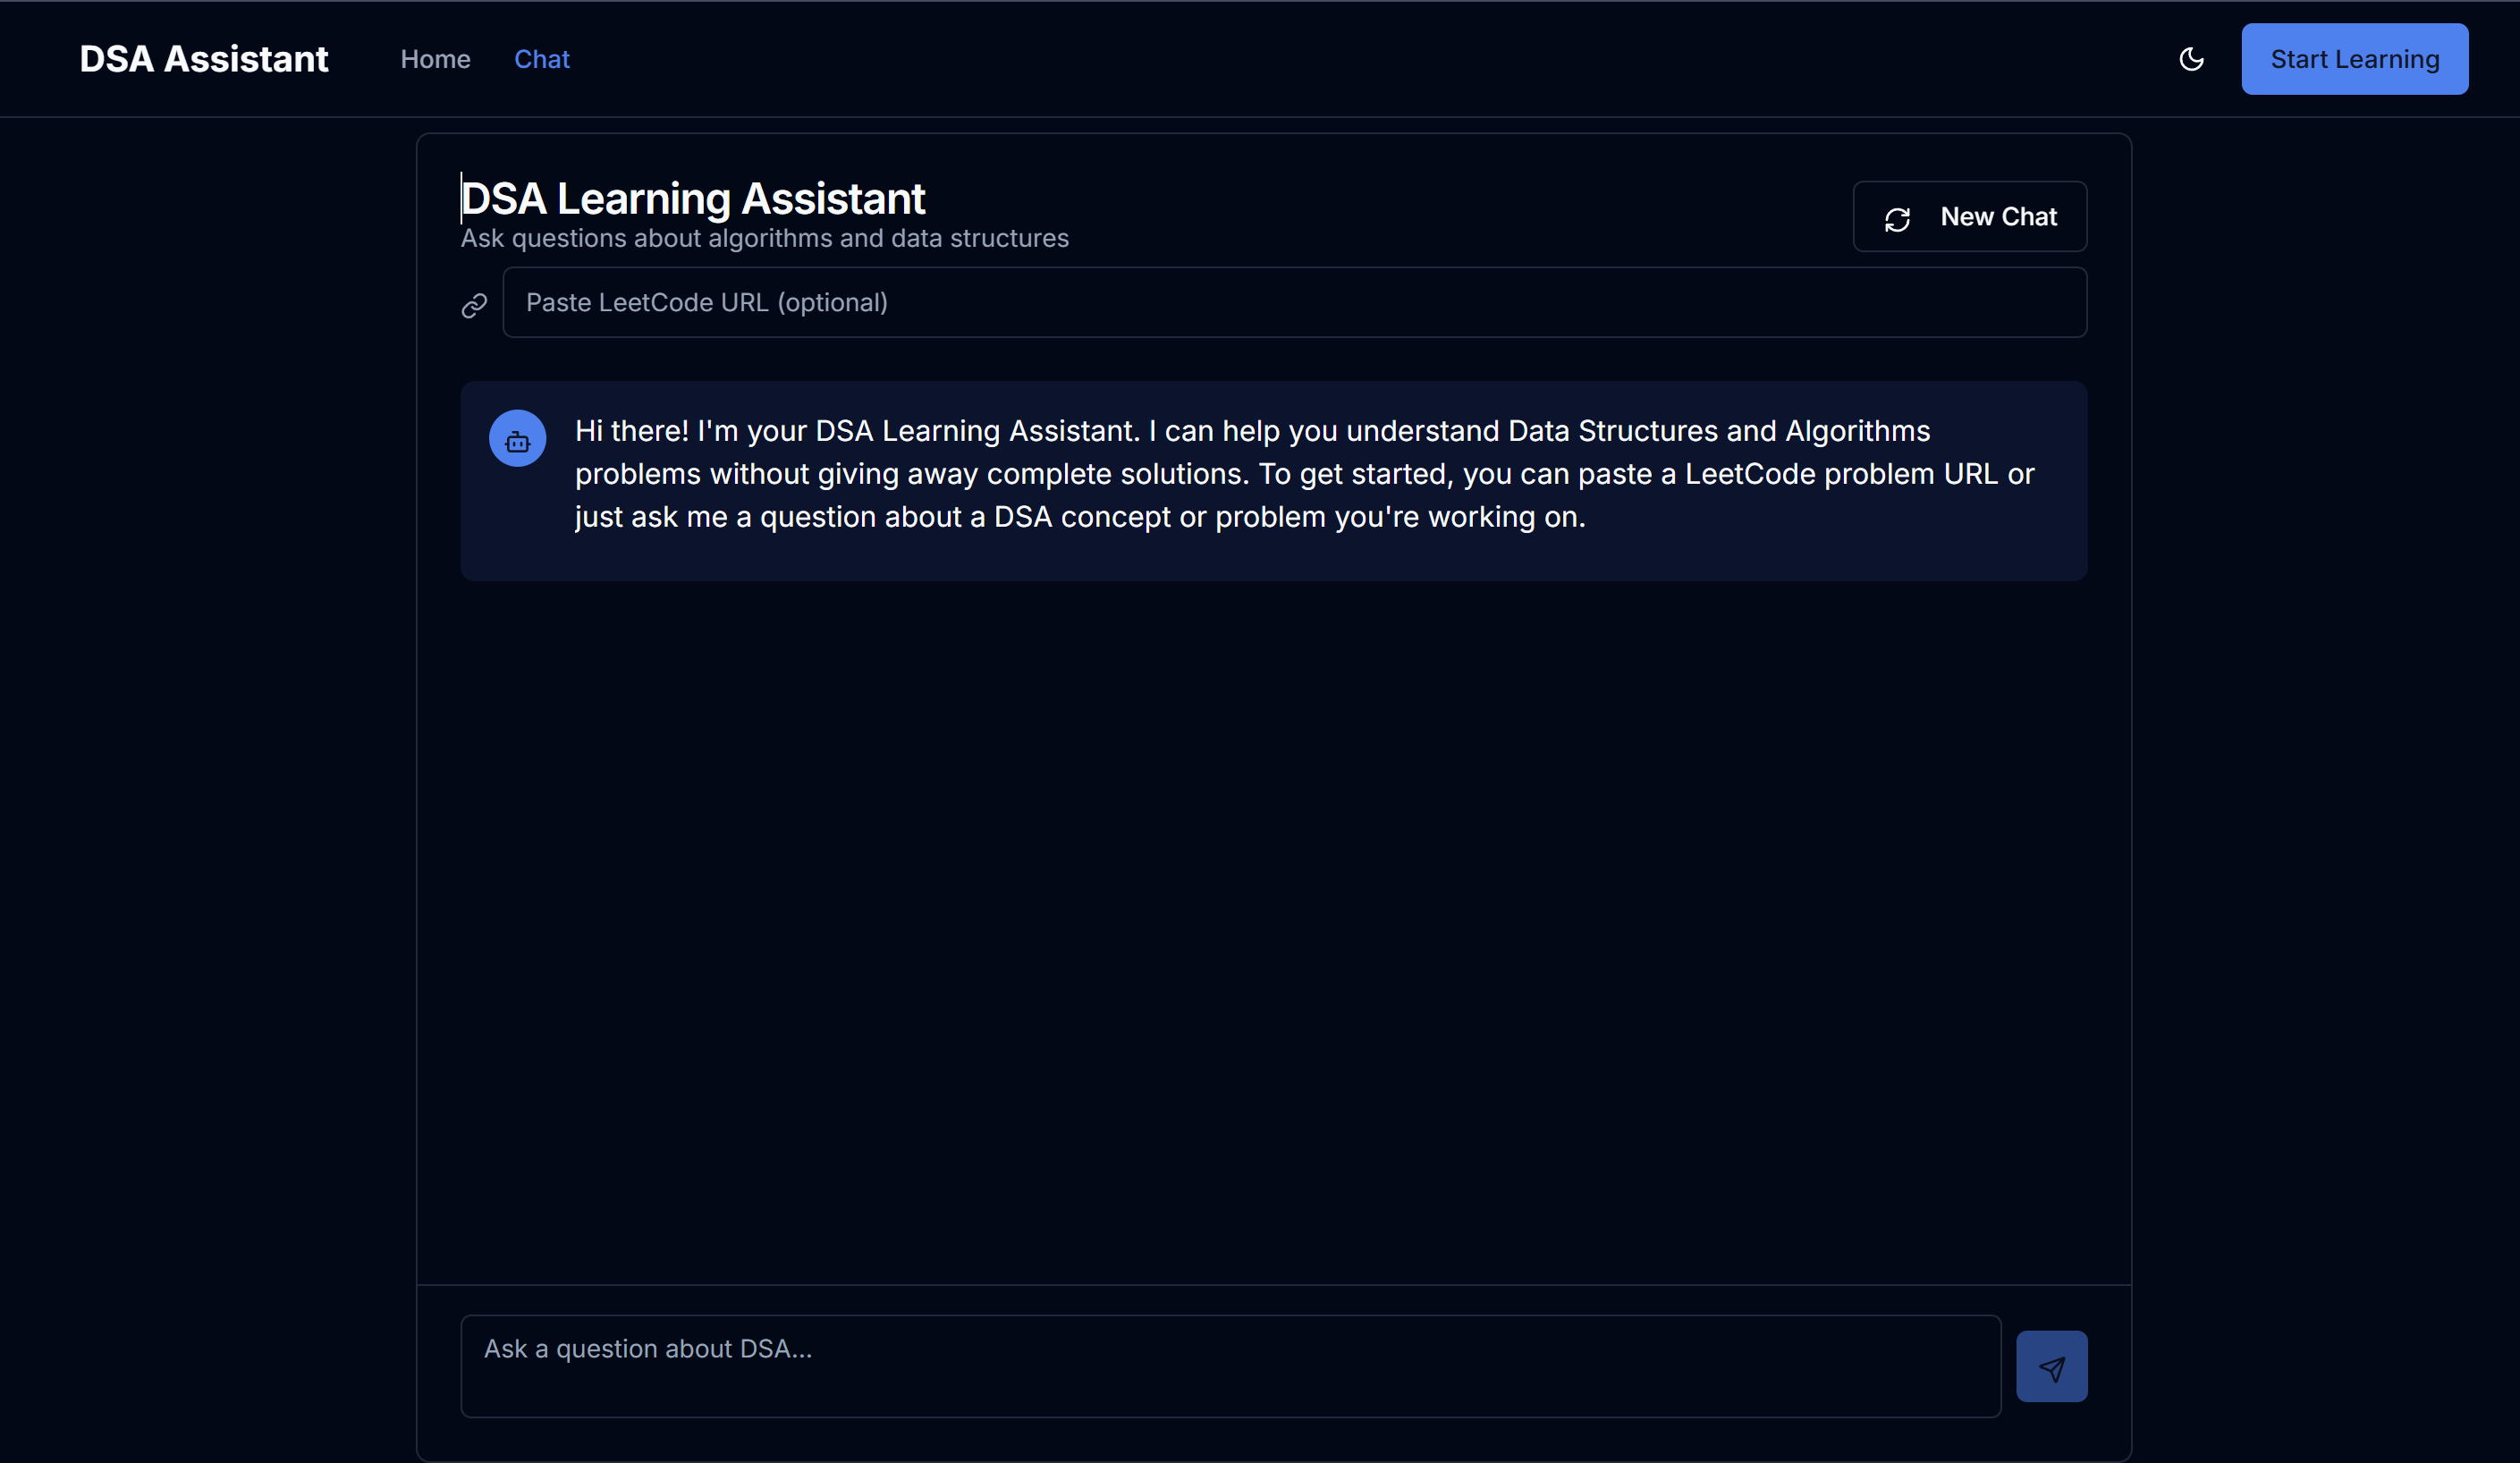 DSA Assistant Home Chat Start Learning
DSA Learning Assistant
Ask questions about algorithms and data structures
New Chat
Paste LeetCode URL (optional)
Hi there! I'm your DSA Learning Assistant. I can help you understand Data Structures and Algorithms
problems without giving away complete solutions. To get started, you can paste a LeetCode problem URL or
just ask me a question about a DSA concept or problem you're working on.
Ask a question about DSA...